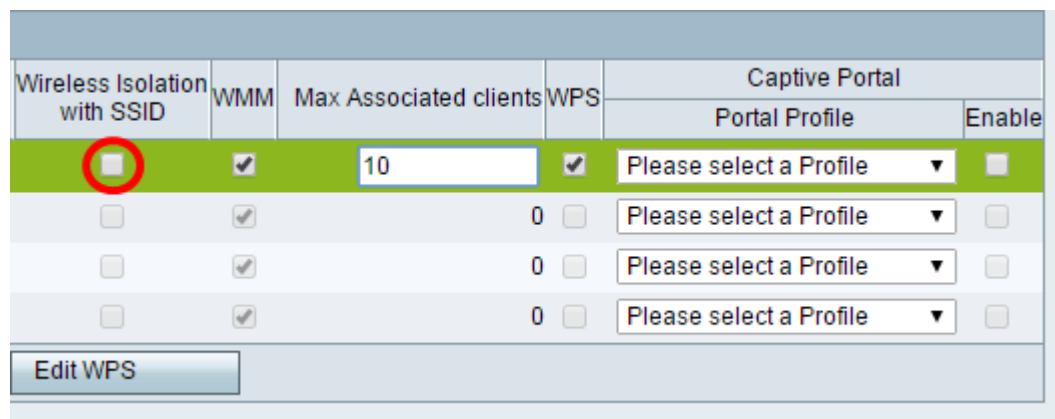 Wireless Isolation with SSID WMM Max Associated clients WPS Captive Portal
Portal Profile Enable
10 Please select a Profile
0 Please select a Profile
0 Please select a Profile
0 Please select a Profile
Edit WPS